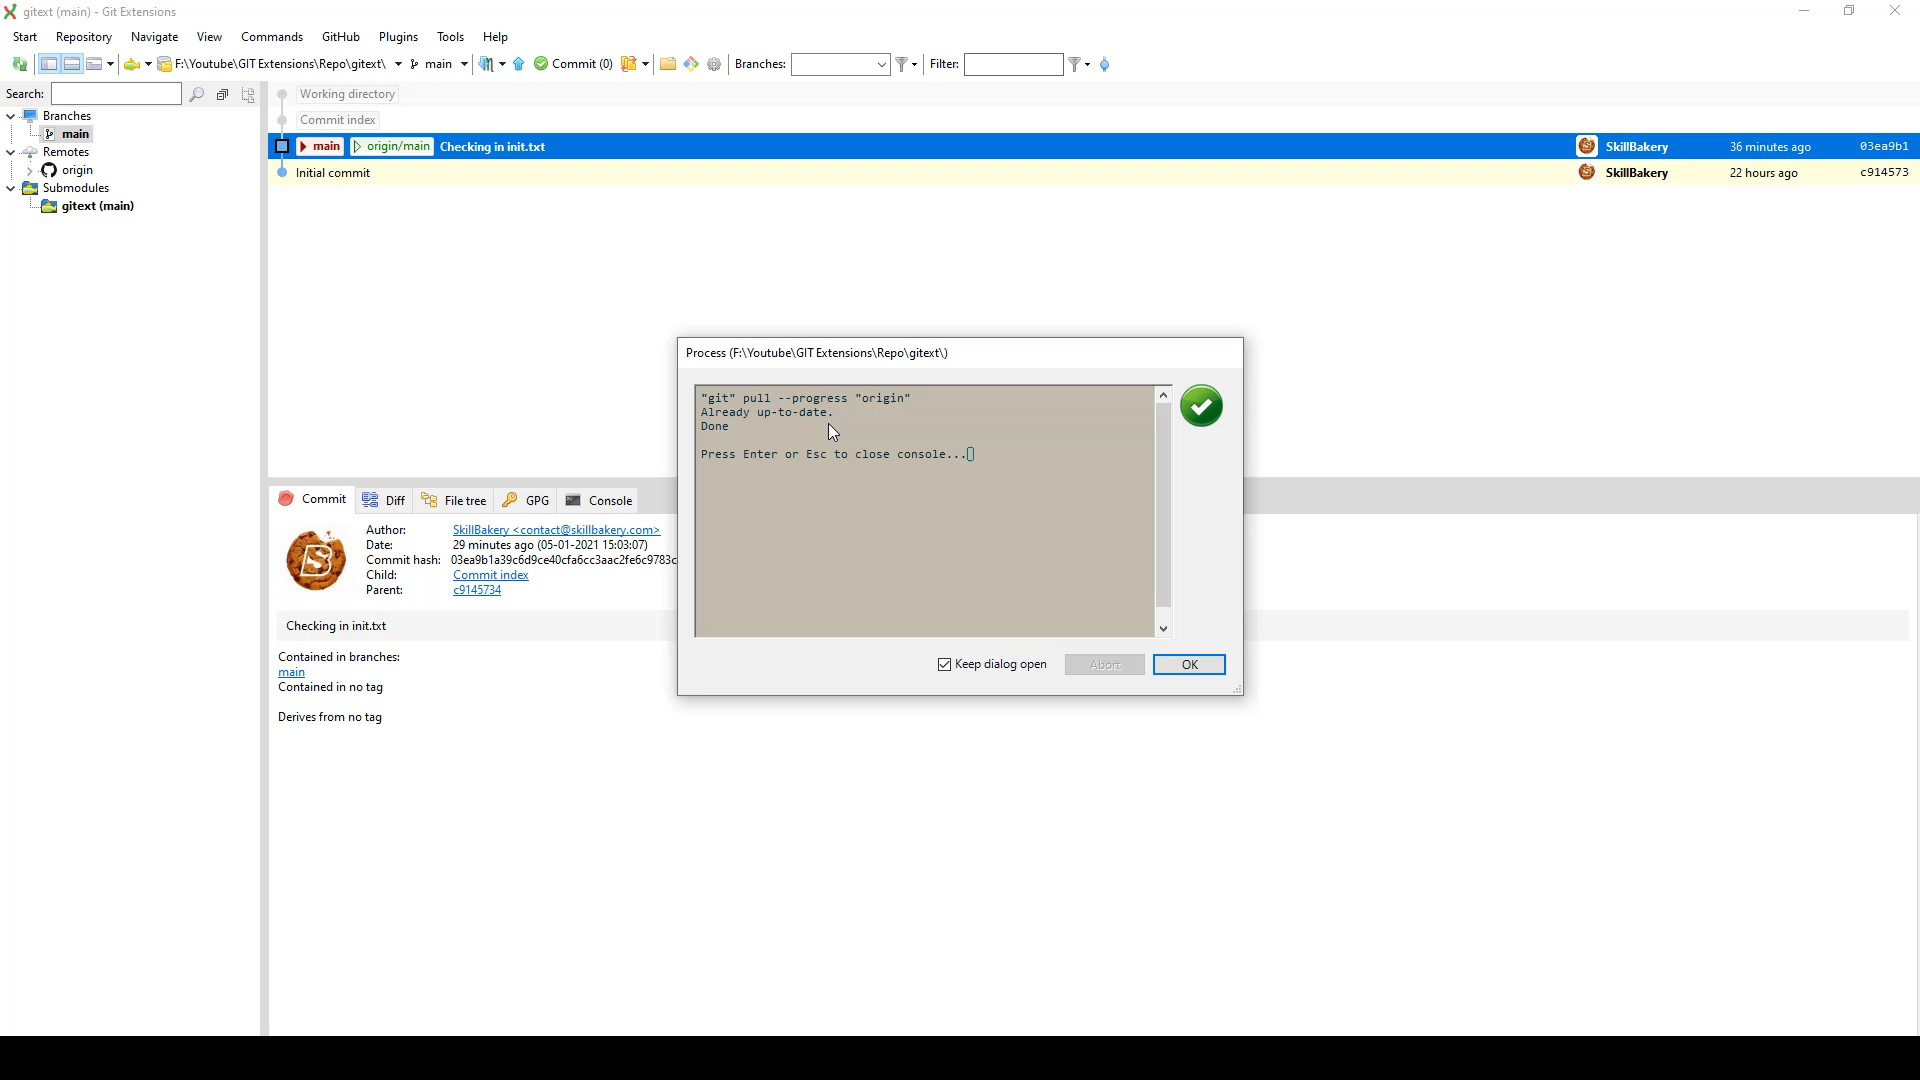 gitext (main) - Git Extensions
Start Repository Navigate View Commands GitHub Plugins Tools Help
F:\Youtube\GIT Extensions\Repo\gitext\ main Commit (0) Branches: Filter:
Search:
Branches
main
Remotes
origin
Submodules
gitext (main)
Working directory
Commit index
main origin/main Checking in init.txt SkillBakery 36 minutes ago 03ea9b1
Initial commit SkillBakery 22 hours ago c914573
Process (F:\Youtube\GIT Extensions\Repo\gitext\)
"git" pull --progress "origin"
Already up-to-date.
Done
Press Enter or Esc to close console...
Keep dialog open Abort OK
Commit Diff File tree GPG Console
Author: SkillBakery <contact@skillbakery.com>
Date: 29 minutes ago (05-01-2021 15:03:07)
Commit hash: 03ea9b1a39c6d9ce40cfa6cc3aac2fe6c9783c
Child: Commit index
Parent: c9145734
Checking in init.txt
Contained in branches:
main
Contained in no tag
Derives from no tag